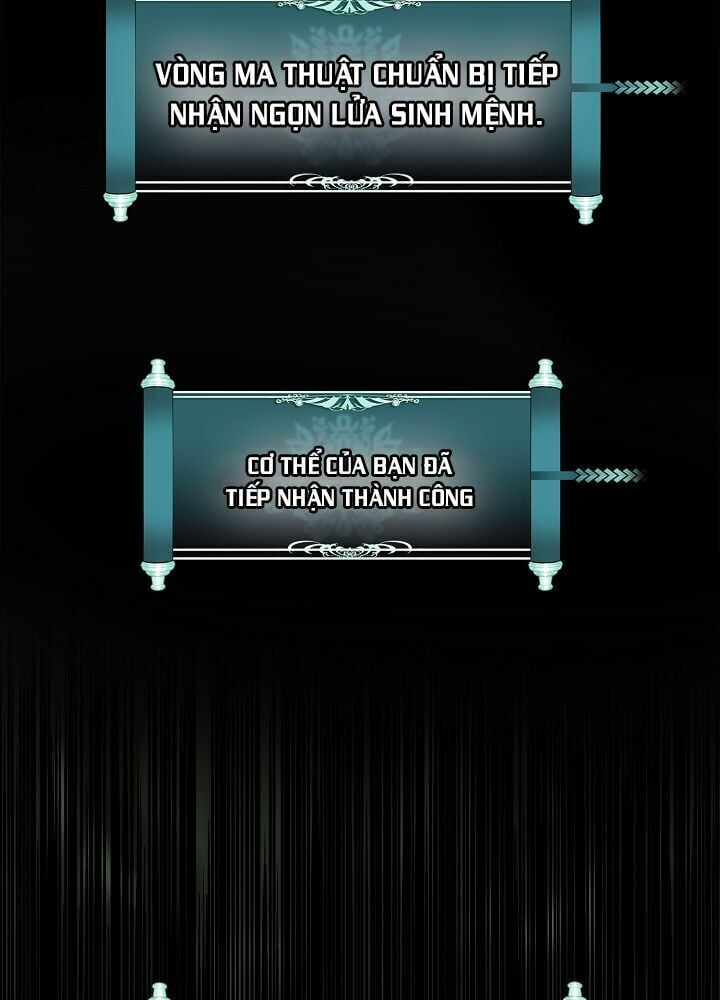 VÒNG MA THUẬT CHUẨN BỊ TIẾP
NHẬN NGỌN LỬA SINH MỆNH.
CƠ THỂ CỦA BẠN ĐÃ
TIẾP NHẬN THÀNH CÔNG